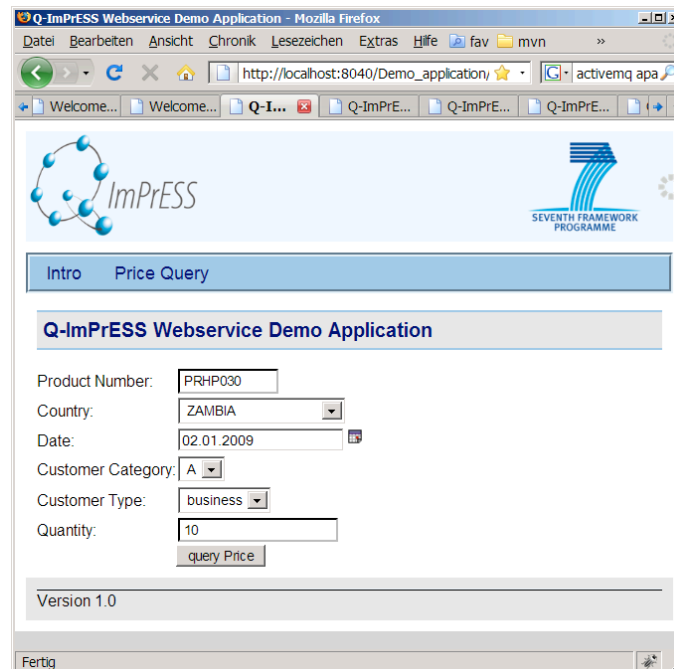 Q-ImPrESS Webservice Demo Application - Mozilla Firefox
Datei Bearbeiten Ansicht Chronik Lesezeichen Extras Hilfe fav mvn »
http://localhost:8040/Demo_application/ G activemq apa
Welcome... Welcome... Q-I... Q-ImPrE... Q-ImPrE... Q-ImPrE...
ImPrESS
SEVENTH FRAMEWORK
PROGRAMME
Intro Price Query
Q-ImPrESS Webservice Demo Application
Product Number: PRHP030
Country: ZAMBIA
Date: 02.01.2009
Customer Category: A
Customer Type: business
Quantity: 10
query Price
Version 1.0
Fertig